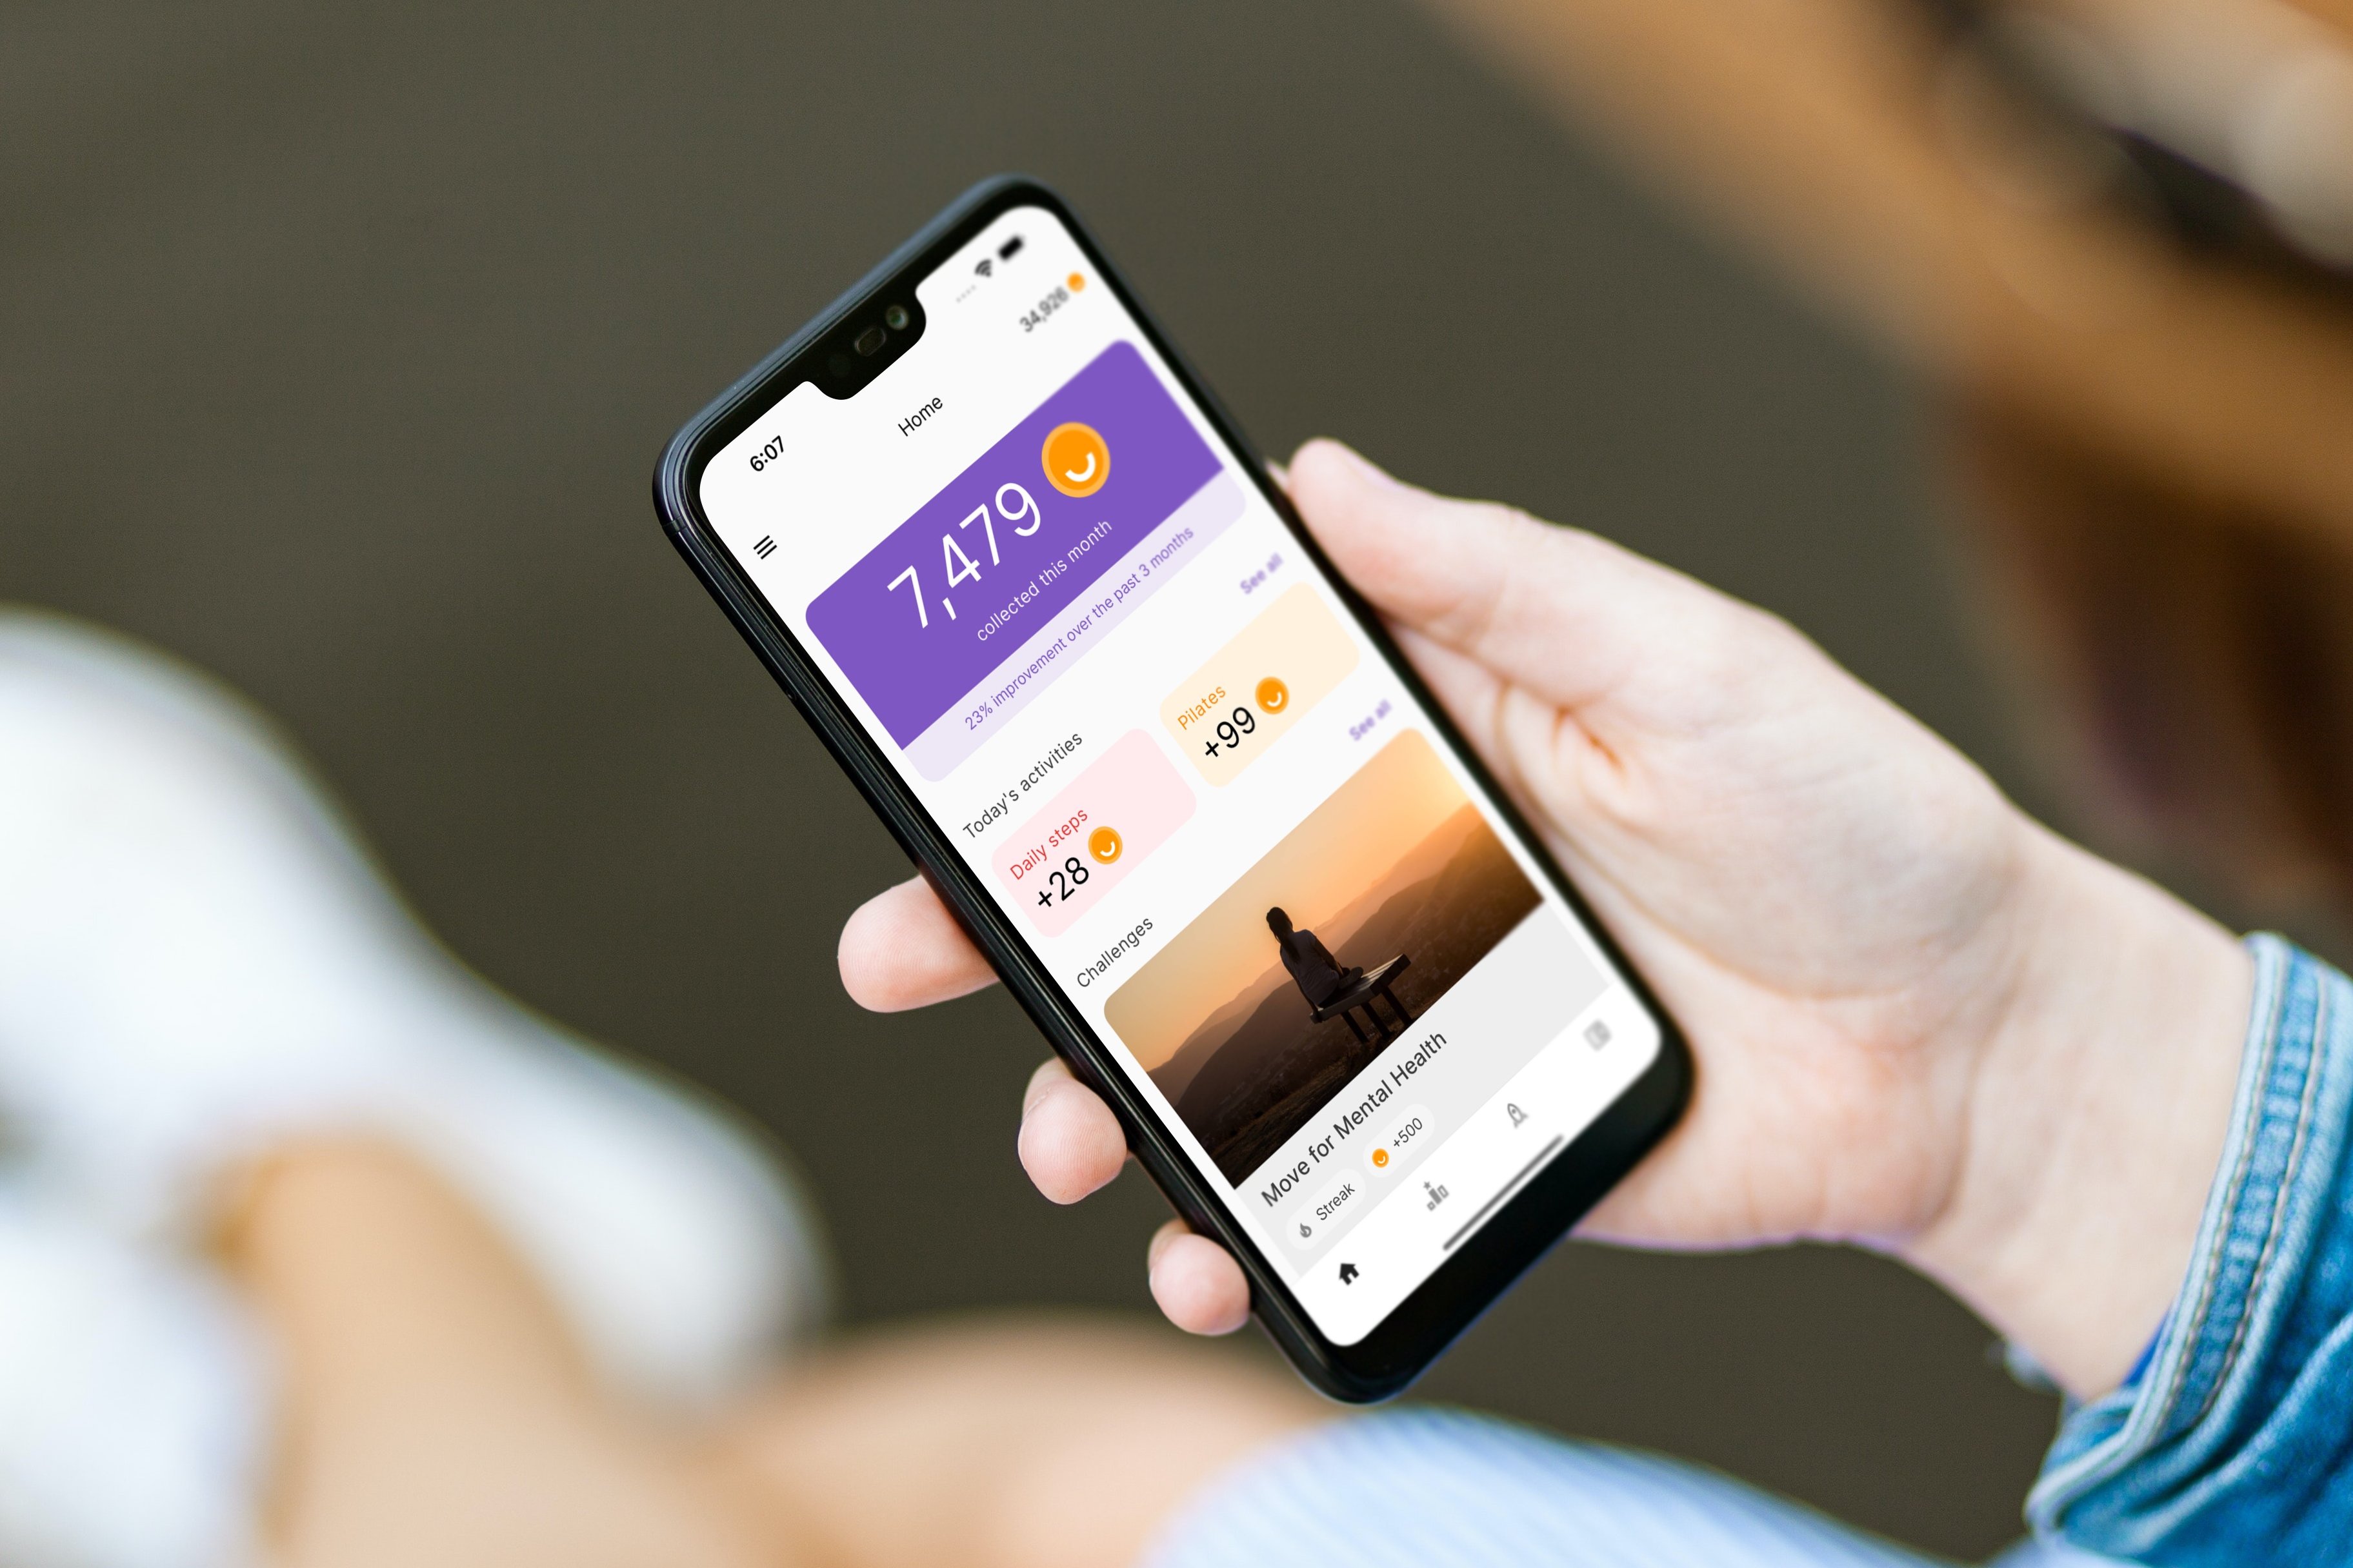 6:07
Home
34,926
7,479
collected this month
23% improvement over the past 3 months
Today's activities
See all
Daily steps
+28
Pilates
+99
Challenges
See all
Move for Mental Health
Streak
+500